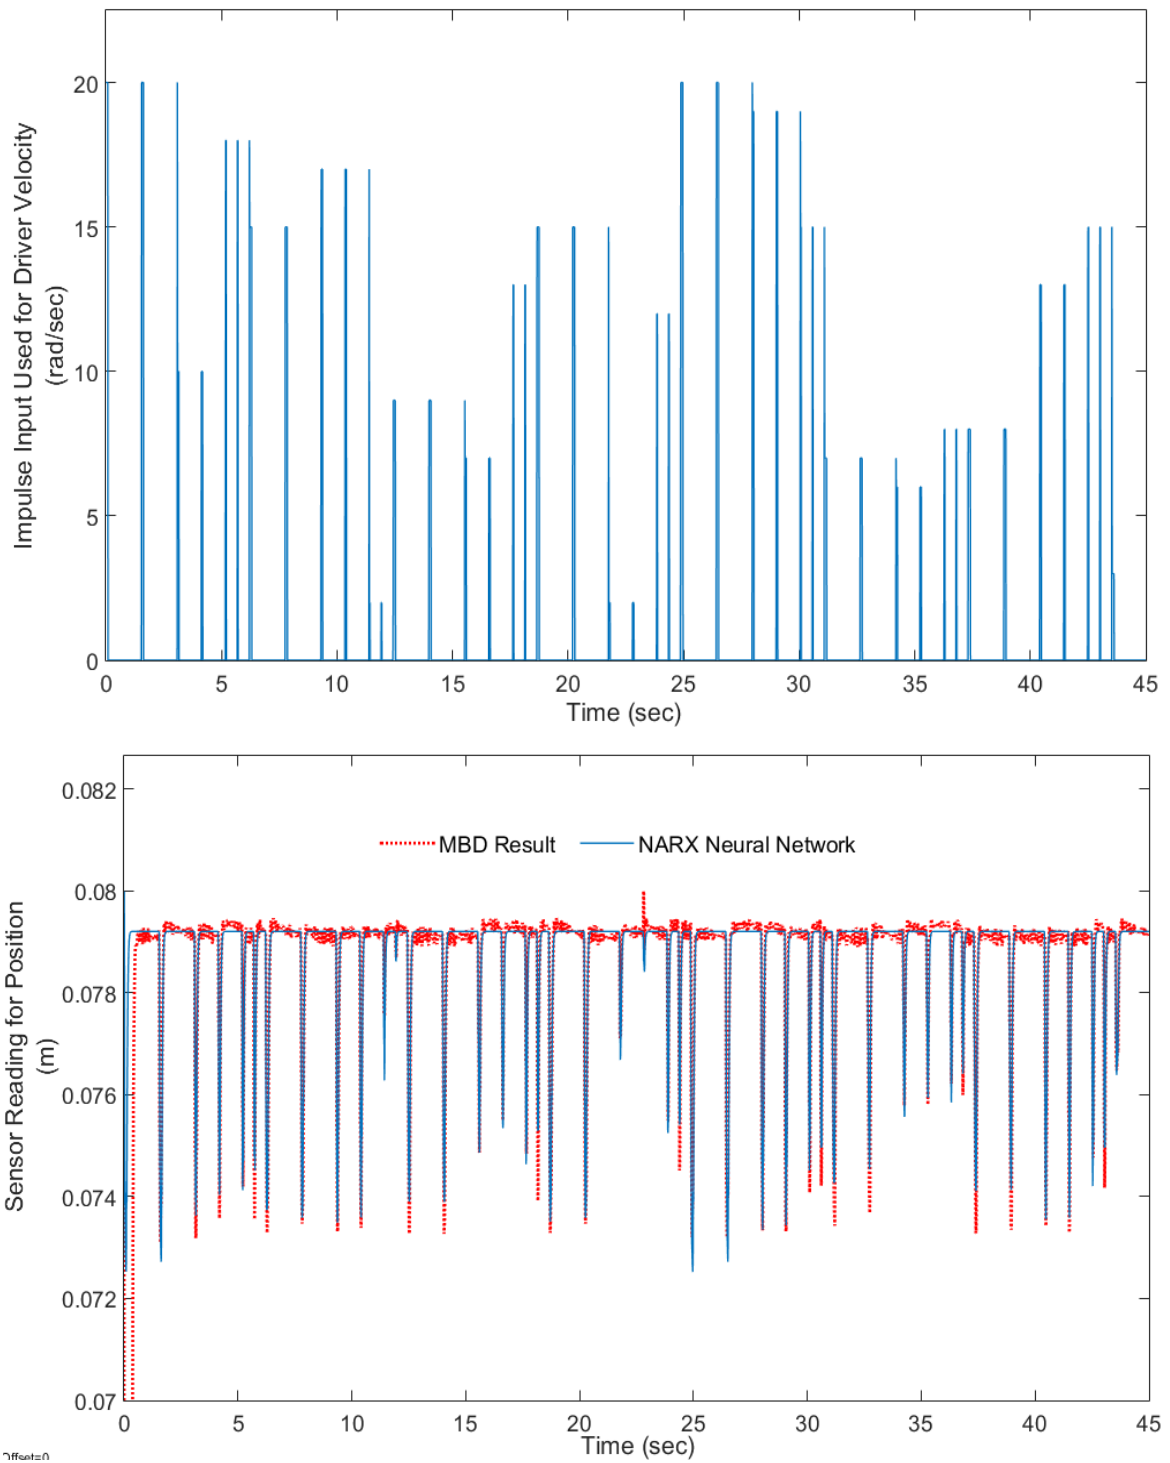 20
15
10
5
0
Impulse Input Used for Driver Velocity
(rad/sec)
0 5 10 15 20 25 30 35 40 45
Time (sec)
0.082
0.08
0.078
0.076
0.074
0.072
0.07
Sensor Reading for Position
(m)
MBD Result NARX Neural Network
0 5 10 15 20 25 30 35 40 45
Time (sec)
Offset=0